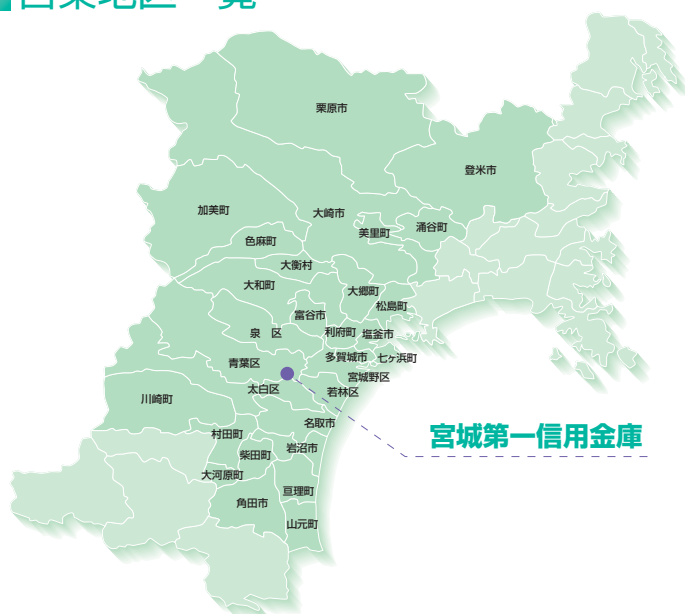 営業地区一覧
栗原市
登米市
加美町
大崎市
美里町
涌谷町
色麻町
大衡村
大和町
大郷町
松島町
富谷市
泉 区
利府町
塩釜市
青葉区
多賀城市
七ヶ浜町
宮城野区
太白区
若林区
川崎町
名取市
村田町
柴田町
岩沼市
宮城第一信用金庫
大河原町
角田市
亘理町
山元町